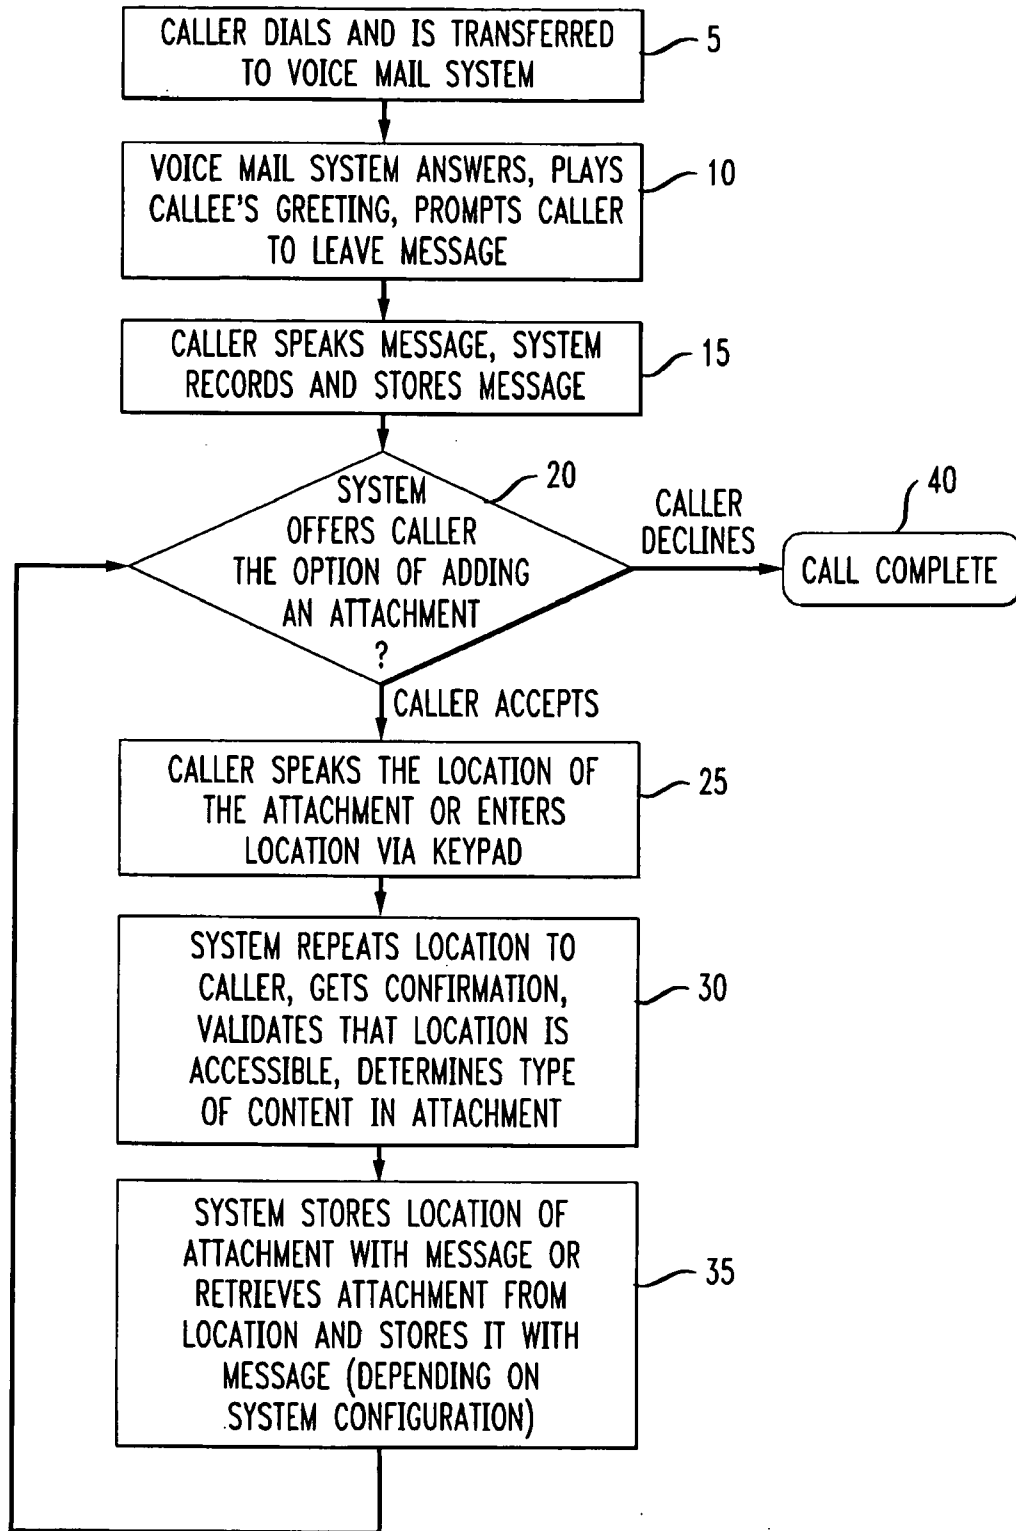 CALLER DIALS AND IS TRANSFERRED
TO VOICE MAIL SYSTEM
5
VOICE MAIL SYSTEM ANSWERS, PLAYS
CALLEE'S GREETING, PROMPTS CALLER
TO LEAVE MESSAGE
10
CALLER SPEAKS MESSAGE, SYSTEM
RECORDS AND STORES MESSAGE
15
SYSTEM
OFFERS CALLER
THE OPTION OF ADDING
AN ATTACHMENT
?
20
CALLER
DECLINES
40
CALL COMPLETE
CALLER ACCEPTS
CALLER SPEAKS THE LOCATION OF
THE ATTACHMENT OR ENTERS
LOCATION VIA KEYPAD
25
SYSTEM REPEATS LOCATION TO
CALLER, GETS CONFIRMATION,
VALIDATES THAT LOCATION IS
ACCESSIBLE, DETERMINES TYPE
OF CONTENT IN ATTACHMENT
30
SYSTEM STORES LOCATION OF
ATTACHMENT WITH MESSAGE OR
RETRIEVES ATTACHMENT FROM
LOCATION AND STORES IT WITH
MESSAGE (DEPENDING ON
SYSTEM CONFIGURATION)
35